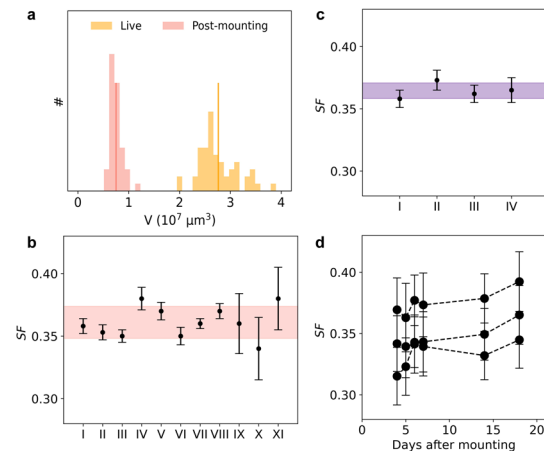 a
Live
Post-mounting
#
0
1
2
3
4
V (10⁷ μm³)
c
0.40
0.35
0.30
SF
I
II
III
IV
b
0.40
0.35
0.30
SF
I
II
III
IV
V
VI
VII
VIII
IX
X
XI
d
0.40
0.35
0.30
SF
0
5
10
15
20
Days after mounting